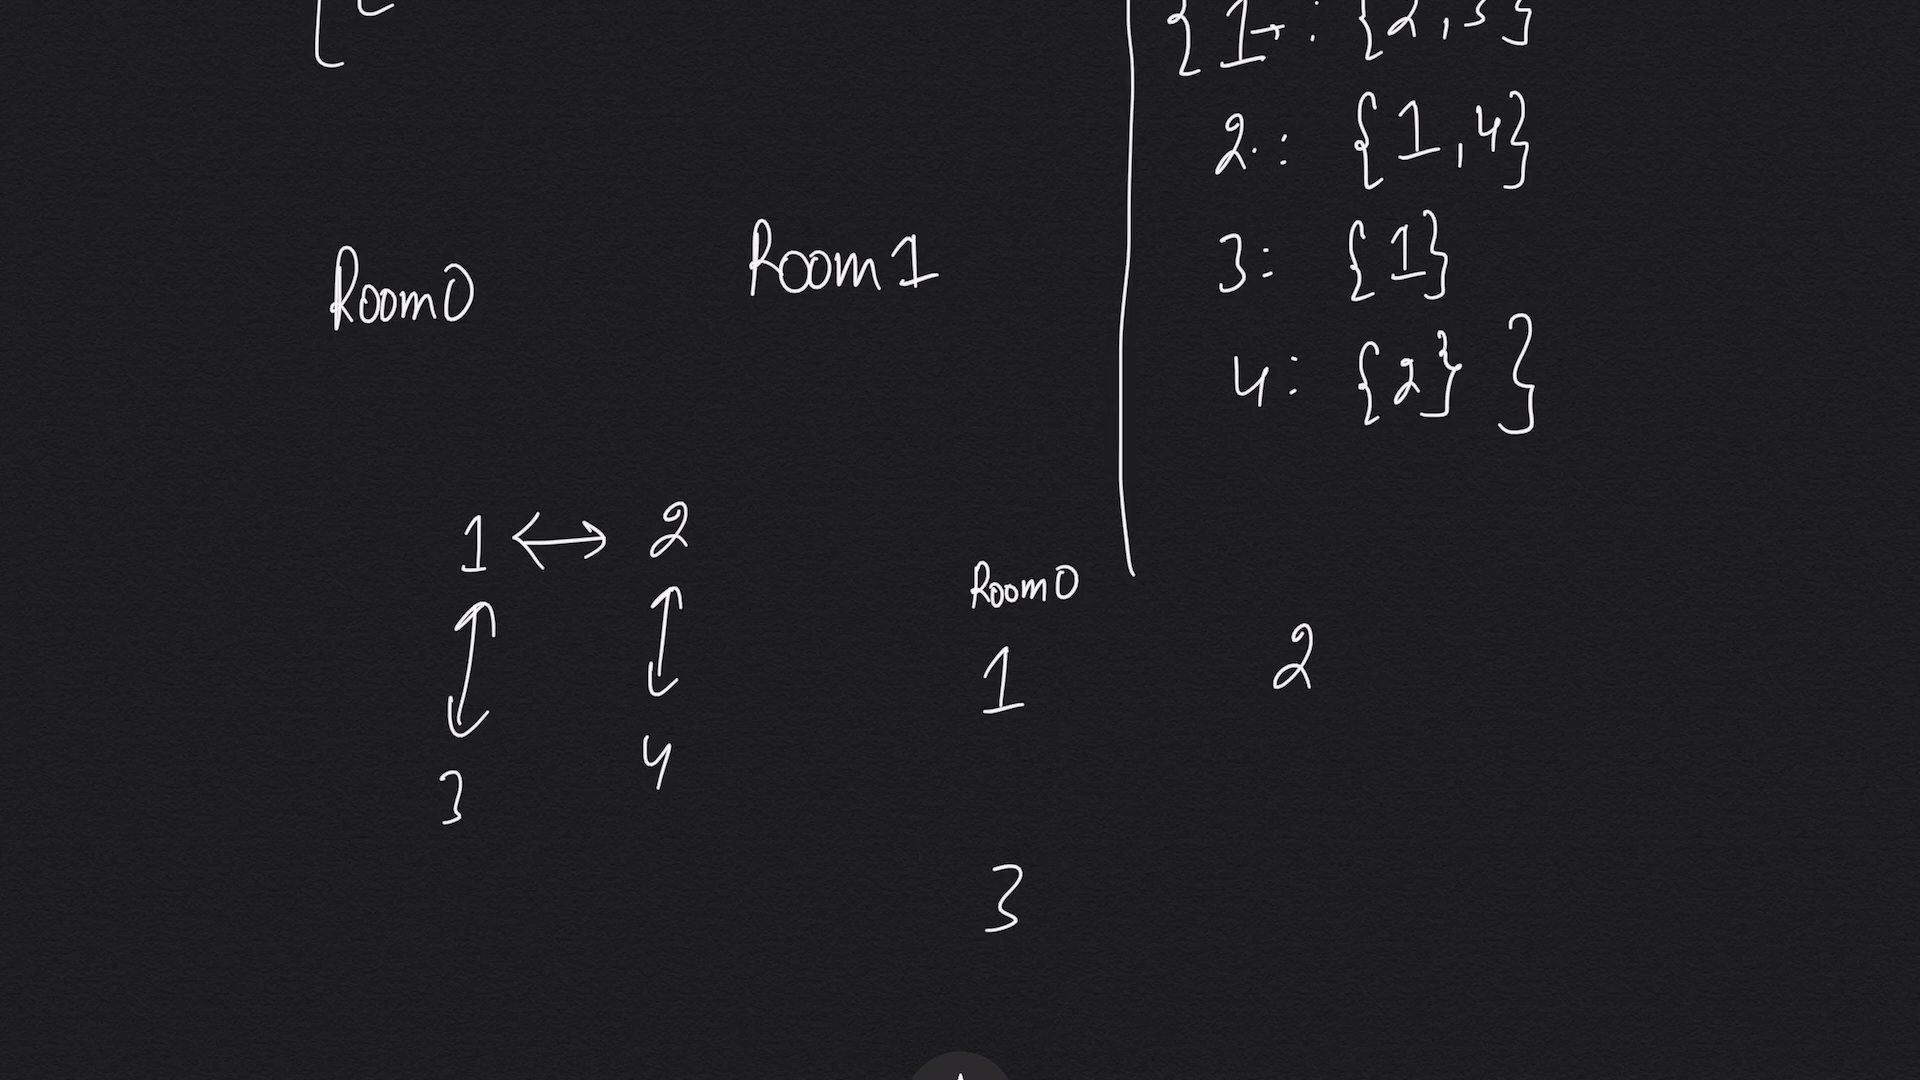 { 1 : {2,3}
2 : {1,4}
3 : {1}
4 : {2} }
Room0 Room1
1 ↔ 2
3 4
Room0
1 2
3